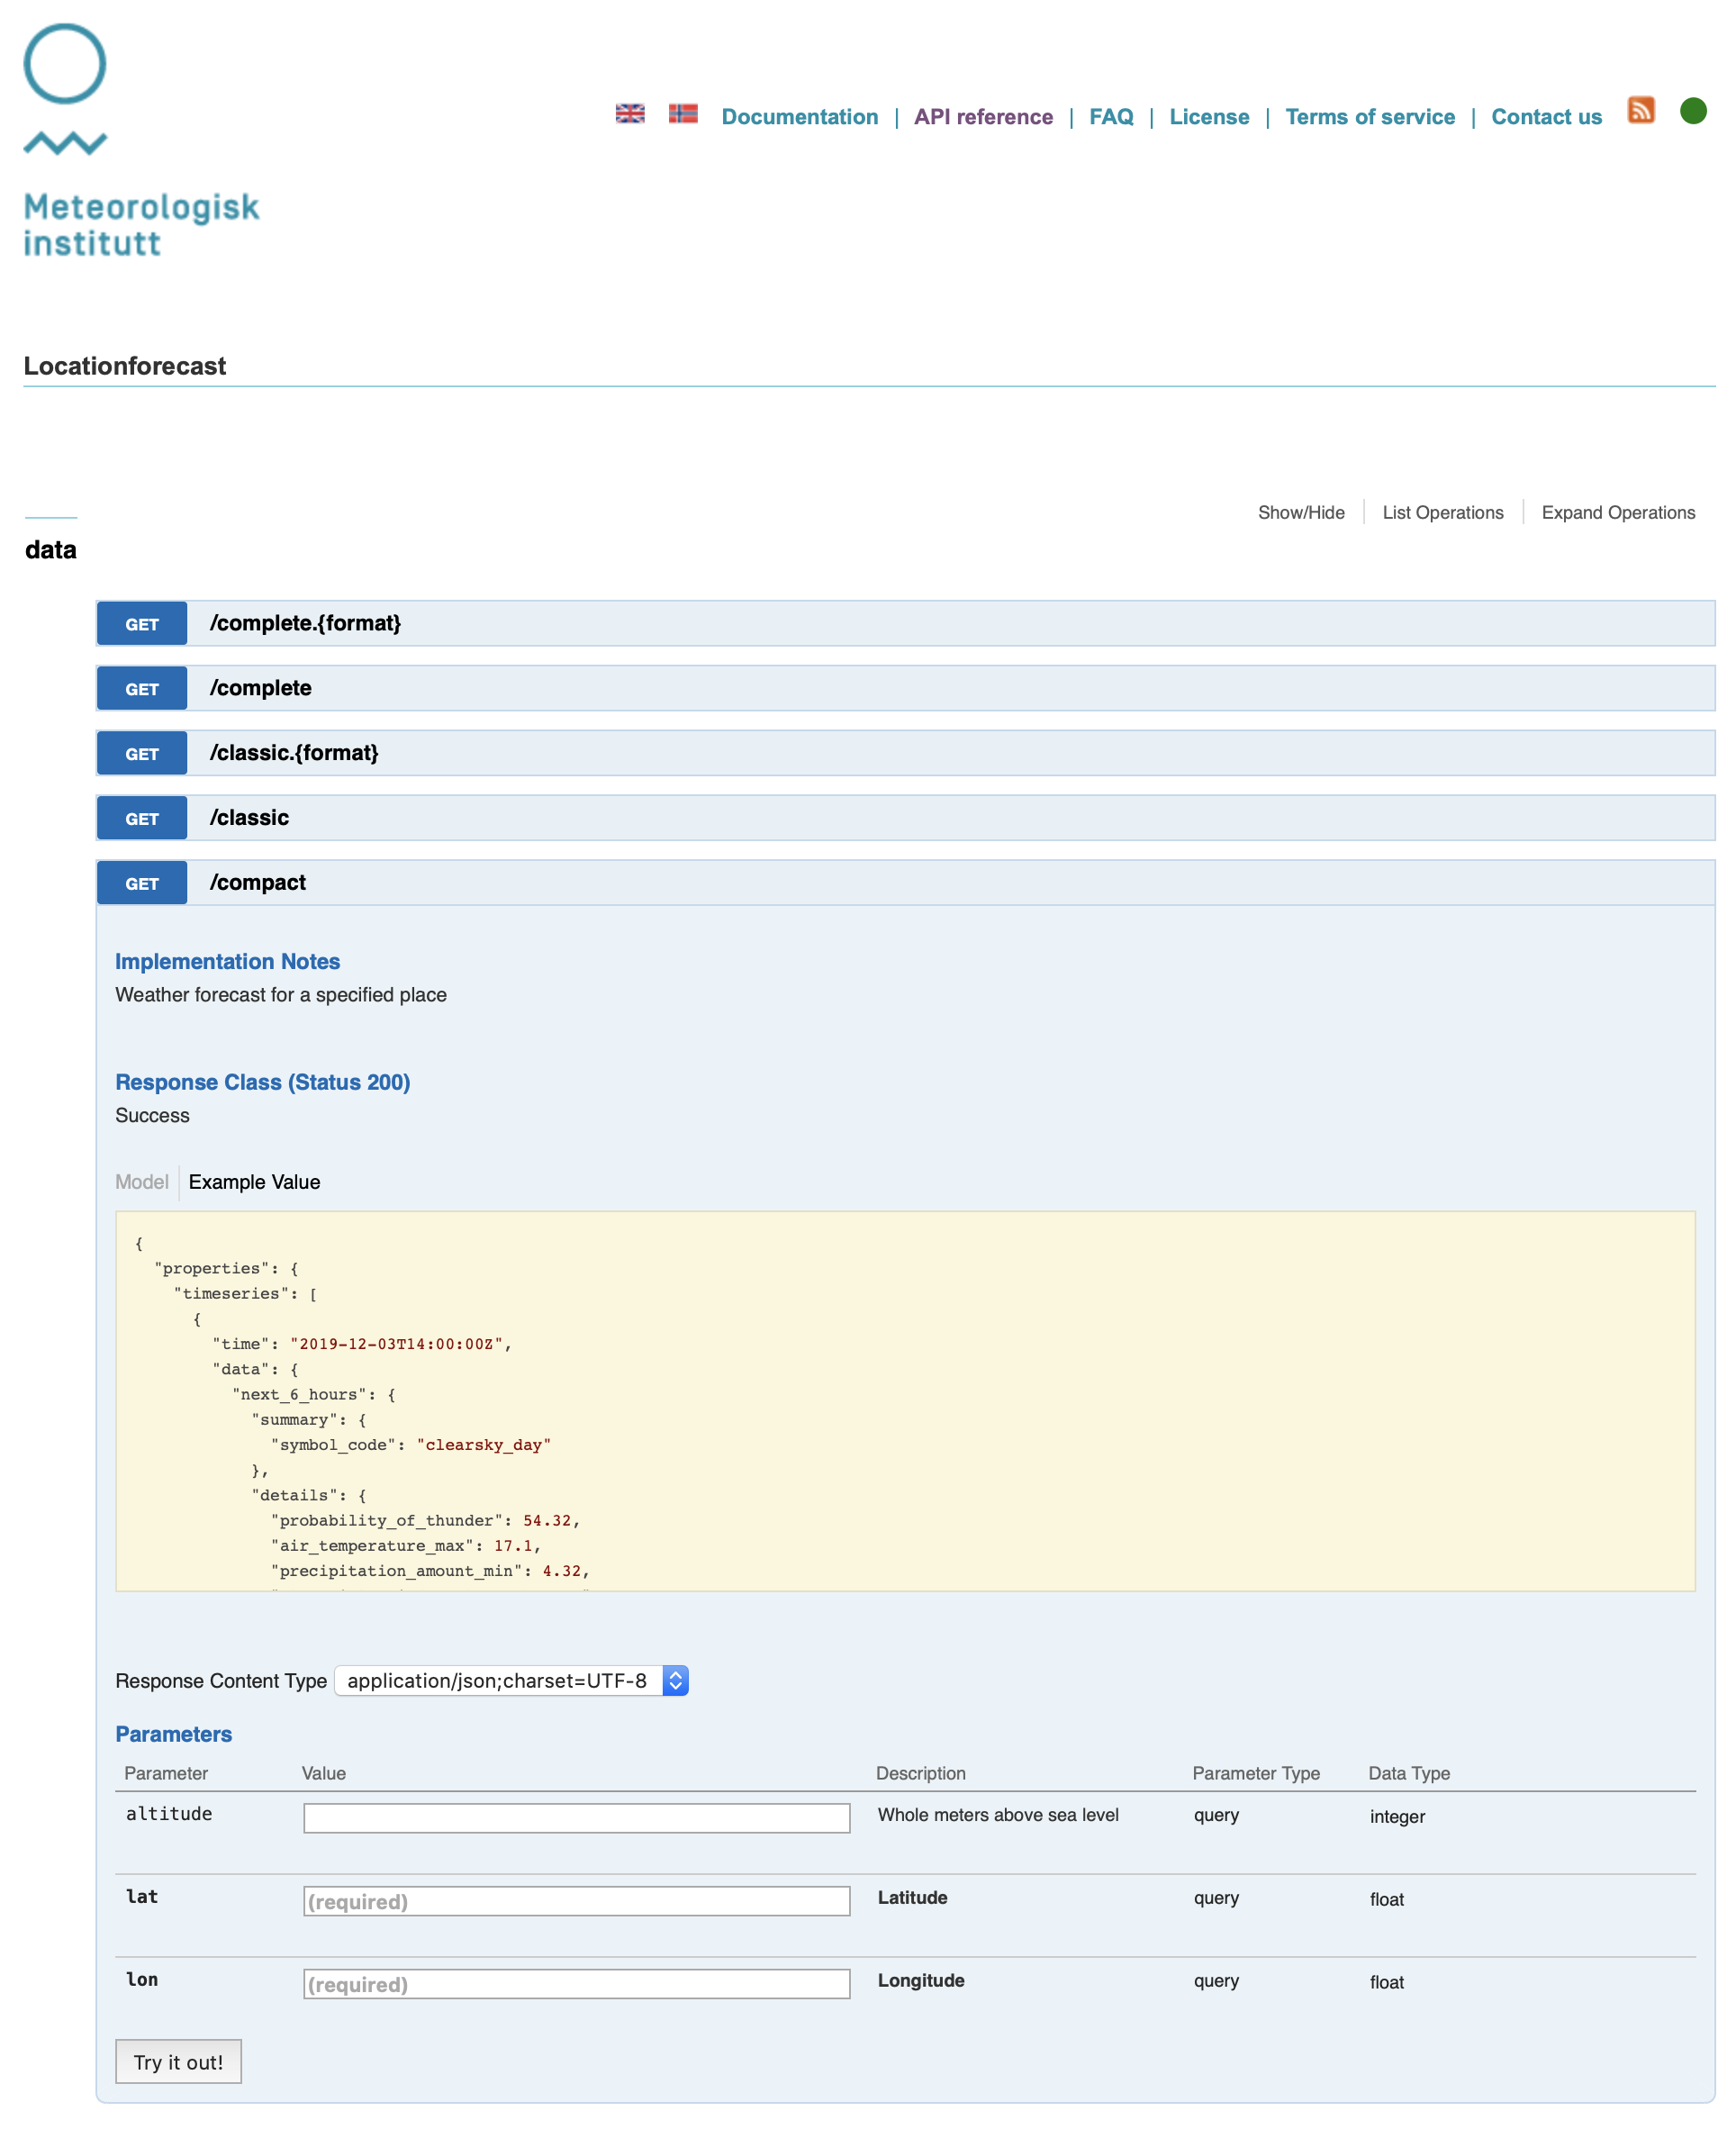 Meteorologisk
institutt
Documentation | API reference | FAQ | License | Terms of service | Contact us
Locationforecast
Show/Hide List Operations Expand Operations
data
GET /complete.{format}
GET /complete
GET /classic.{format}
GET /classic
GET /compact
Implementation Notes
Weather forecast for a specified place
Response Class (Status 200)
Success
Model Example Value
{
"properties": {
"timeseries": [
{
"time": "2019-12-03T14:00:00Z",
"data": {
"next_6_hours": {
"summary": {
"symbol_code": "clearsky_day"
},
"details": {
"probability_of_thunder": 54.32,
"air_temperature_max": 17.1,
"precipitation_amount_min": 4.32,
Response Content Type application/json;charset=UTF-8
Parameters
Parameter Value Description Parameter Type Data Type
altitude Whole meters above sea level query integer
lat (required) Latitude query float
lon (required) Longitude query float
Try it out!